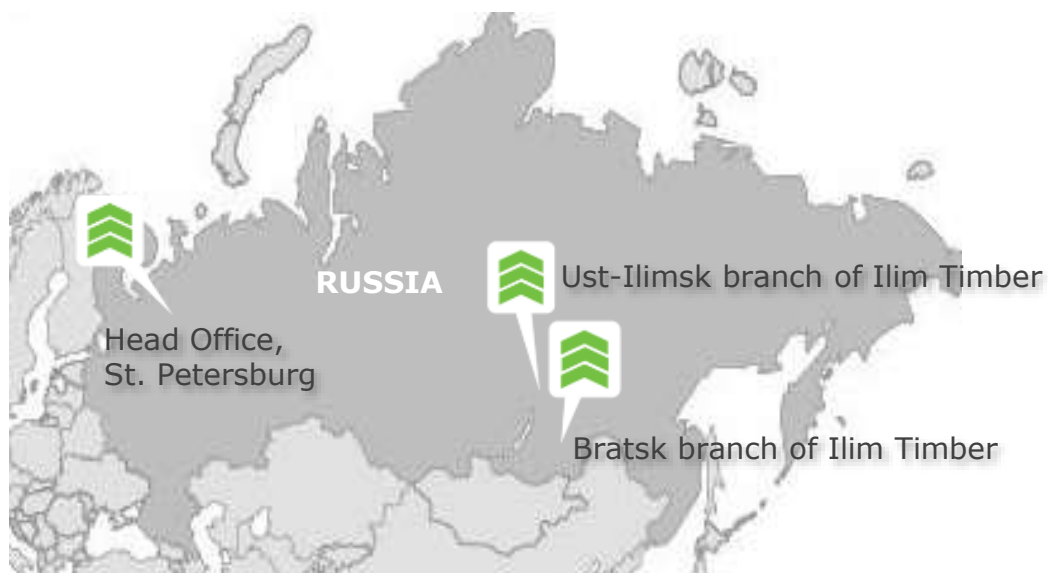 RUSSIA
Ust-Ilimsk branch of Ilim Timber
Head Office,
St. Petersburg
Bratsk branch of Ilim Timber